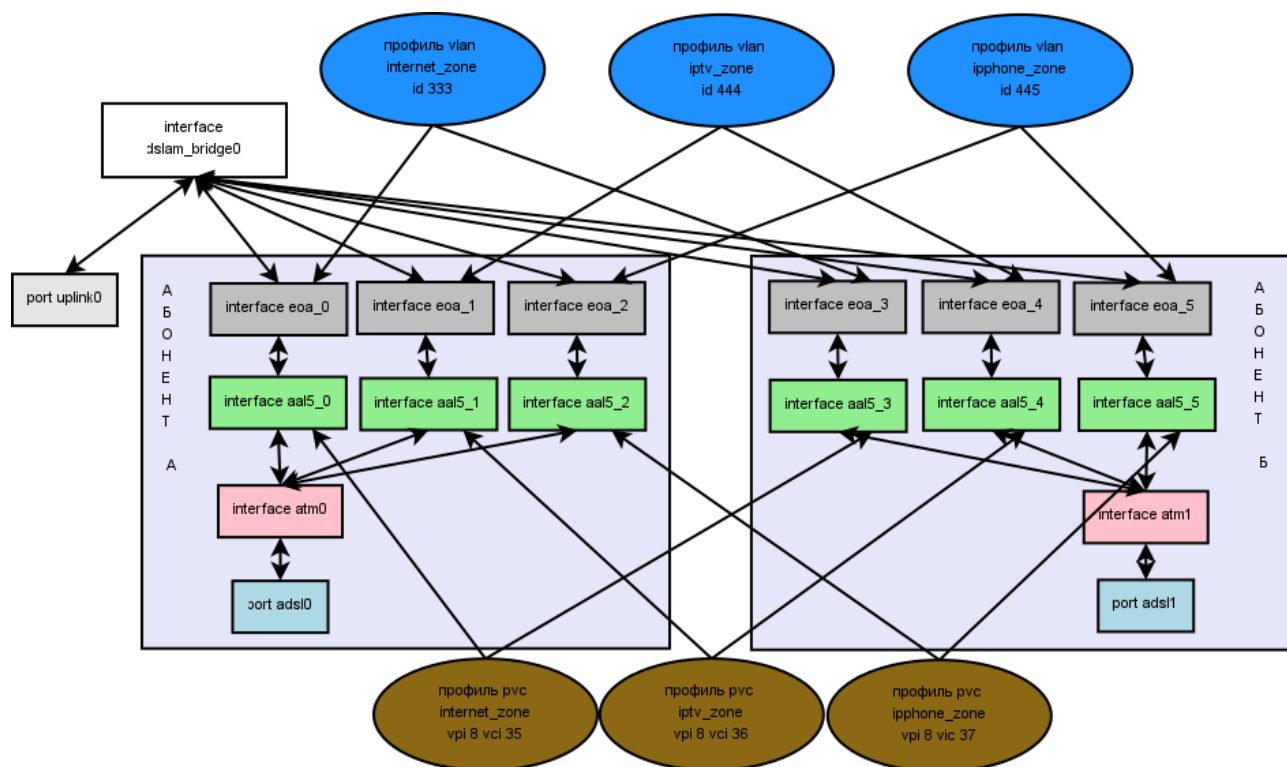 профиль vlan
internet_zone
id 333
профиль vlan
iptv_zone
id 444
профиль vlan
ipphone_zone
id 445
interface
dslam_bridge0
port uplink0
А
Б
О
Н
Е
Н
Т
А
interface eoa_0
interface eoa_1
interface eoa_2
interface aal5_0
interface aal5_1
interface aal5_2
interface atm0
port adsl0
interface eoa_3
interface eoa_4
interface eoa_5
interface aal5_3
interface aal5_4
interface aal5_5
interface atm1
port adsl1
А
Б
О
Н
Е
Н
Т
Б
профиль pvc
internet_zone
vpi 8 vci 35
профиль pvc
iptv_zone
vpi 8 vci 36
профиль pvc
ipphone_zone
vpi 8 vic 37